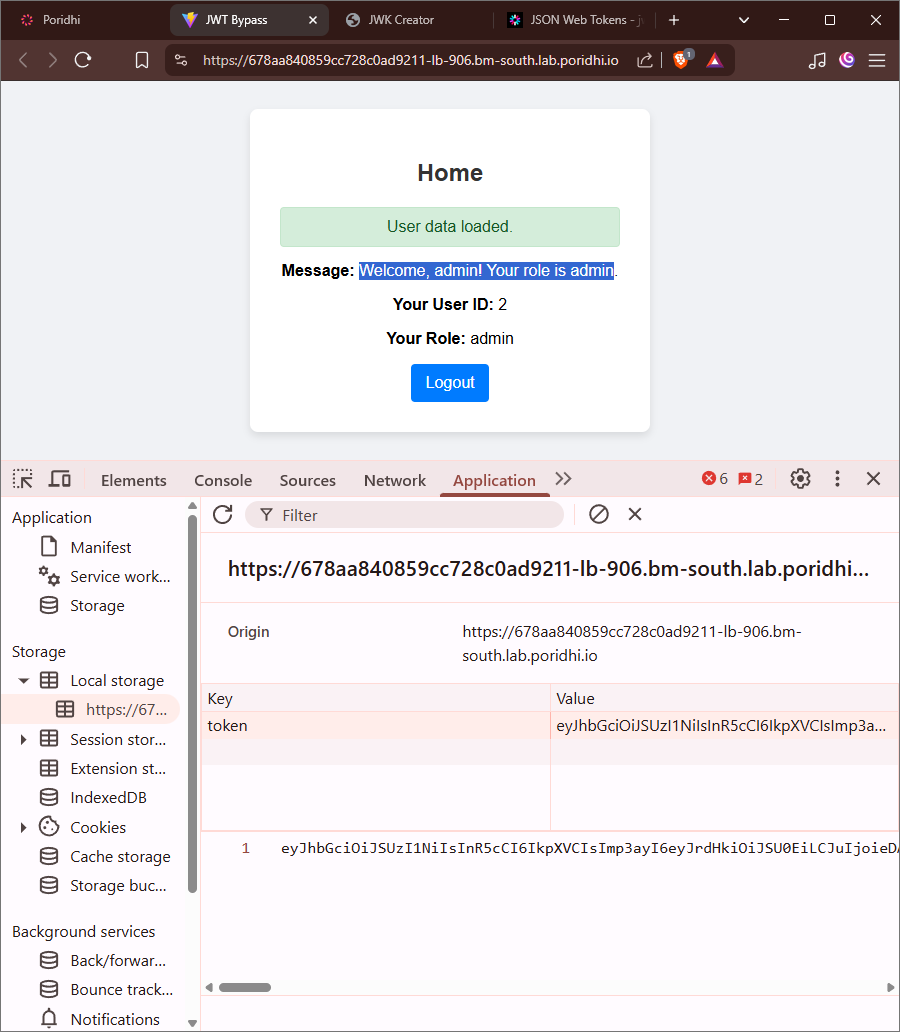 Poridhi
JWT Bypass
JWK Creator
JSON Web Tokens - j
https://678aa840859cc728c0ad9211-lb-906.bm-south.lab.poridhi.io
1
Home
User data loaded.
Message: Welcome, admin! Your role is admin.
Your User ID: 2
Your Role: admin
Logout
Elements
Console
Sources
Network
Application
6
2
Application
Manifest
Service work...
Storage
Storage
Local storage
https://67...
Session stor...
Extension st...
IndexedDB
Cookies
Cache storage
Storage buc...
Background services
Back/forwar...
Bounce track...
Notifications
Filter
https://678aa840859cc728c0ad9211-lb-906.bm-south.lab.poridhi...
Origin
https://678aa840859cc728c0ad9211-lb-906.bm-
south.lab.poridhi.io
Key
Value
token
eyJhbGciOiJSUzI1NiIsInR5cCI6IkpXVCIsImp3a...
1
eyJhbGciOiJSUzI1NiIsInR5cCI6IkpXVCIsImp3ayI6eyJrdHkiOiJSU0EiLCJuIjoieDA